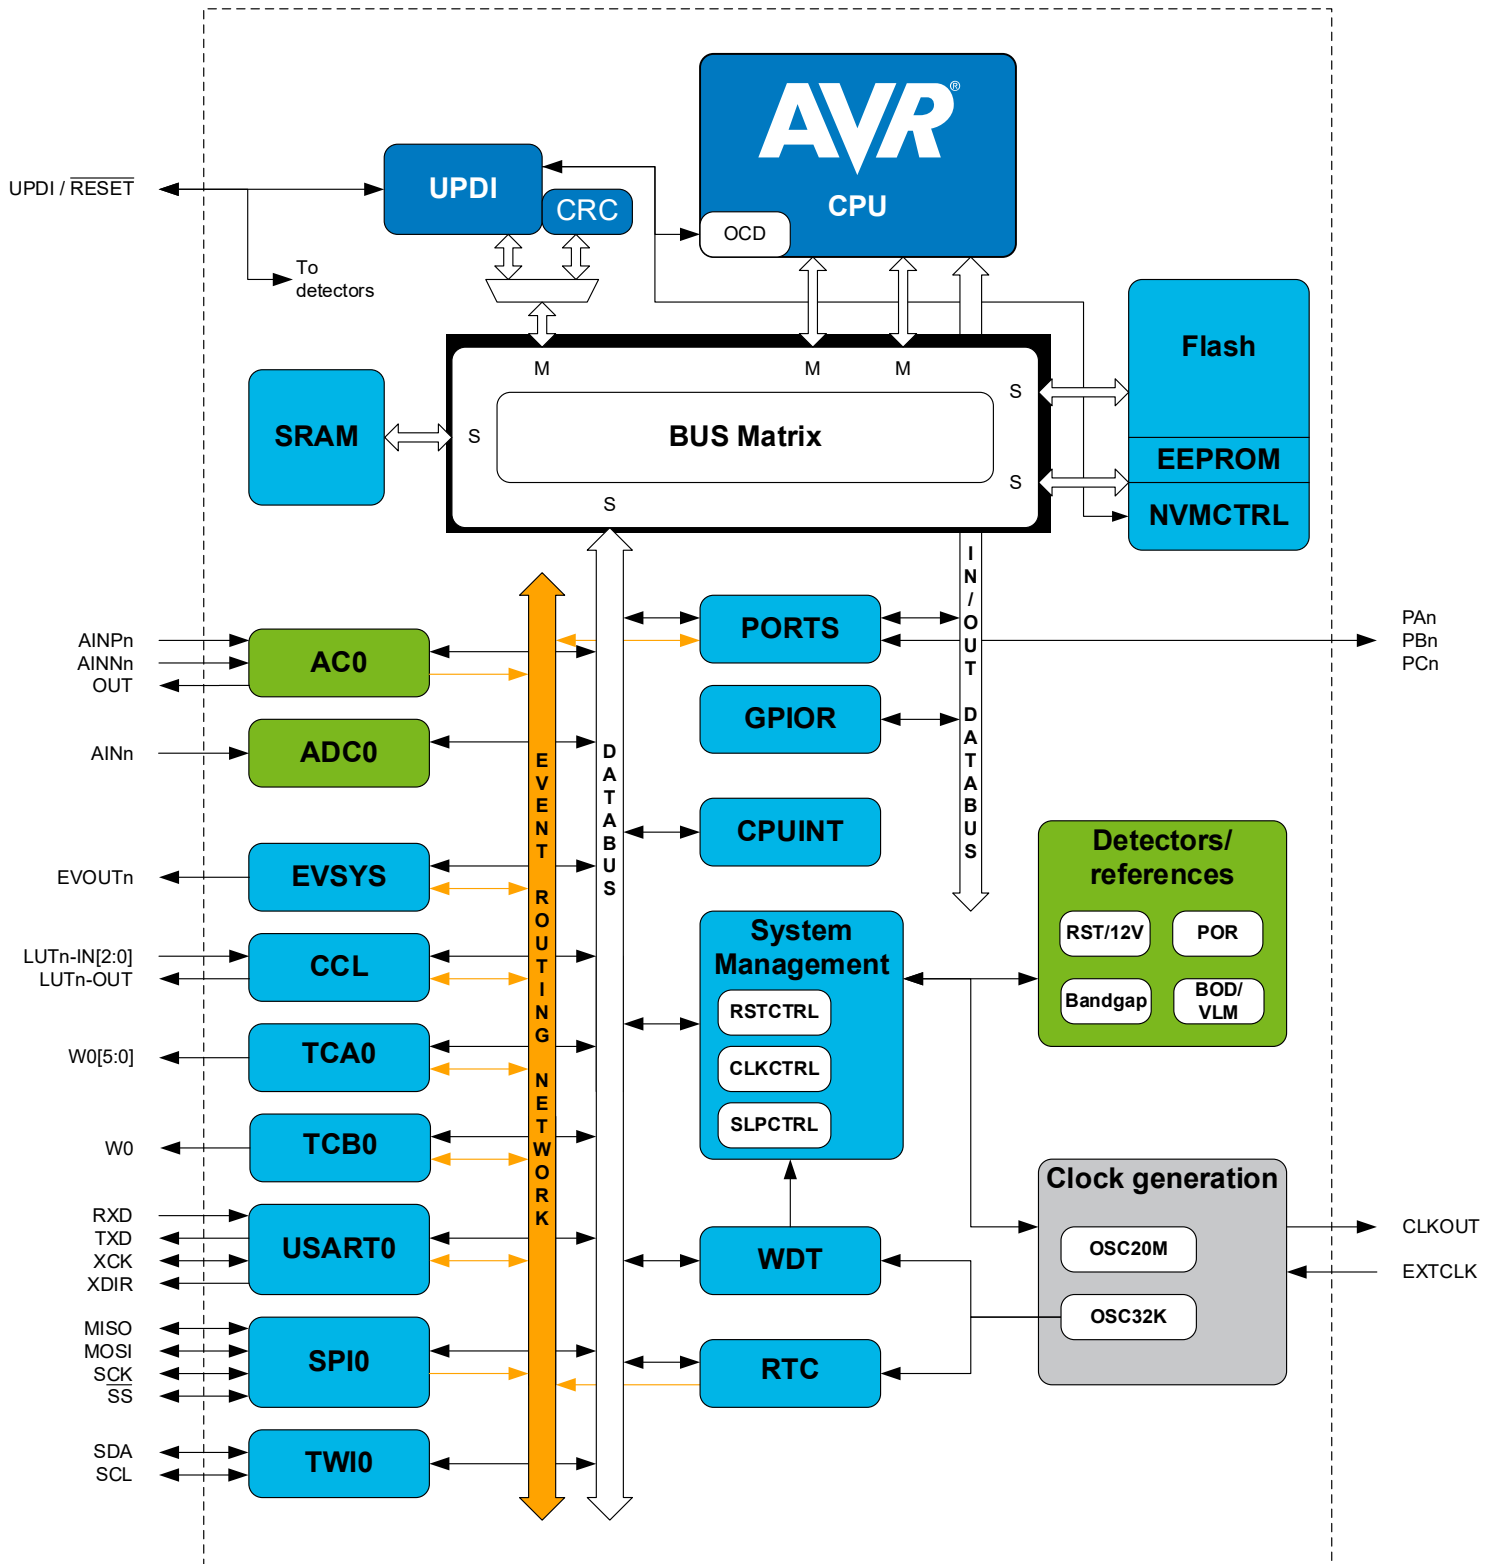 AVR®
CPU
OCD
UPDI / RESET
UPDI
CRC
To
detectors
Flash
EEPROM
NVMCTRL
M
M
M
S
S
S
S
SRAM
BUS Matrix
IN/OUT DATABUS
DATABUS
EVENT ROUTING NETWORK
AINPn
AINNn
OUT
AC0
AINn
ADC0
EVOUTn
EVSYS
LUTn-IN[2:0]
LUTn-OUT
CCL
W0[5:0]
TCA0
W0
TCB0
RXD
TXD
XCK
XDIR
USART0
MISO
MOSI
SCK
SS
SPI0
SDA
SCL
TWI0
PORTS
GPIOR
CPUINT
PAn
PBn
PCn
System
Management
RSTCTRL
CLKCTRL
SLPCTRL
Detectors/
references
RST/12V
POR
Bandgap
BOD/
VLM
WDT
RTC
Clock generation
OSC20M
OSC32K
CLKOUT
EXTCLK